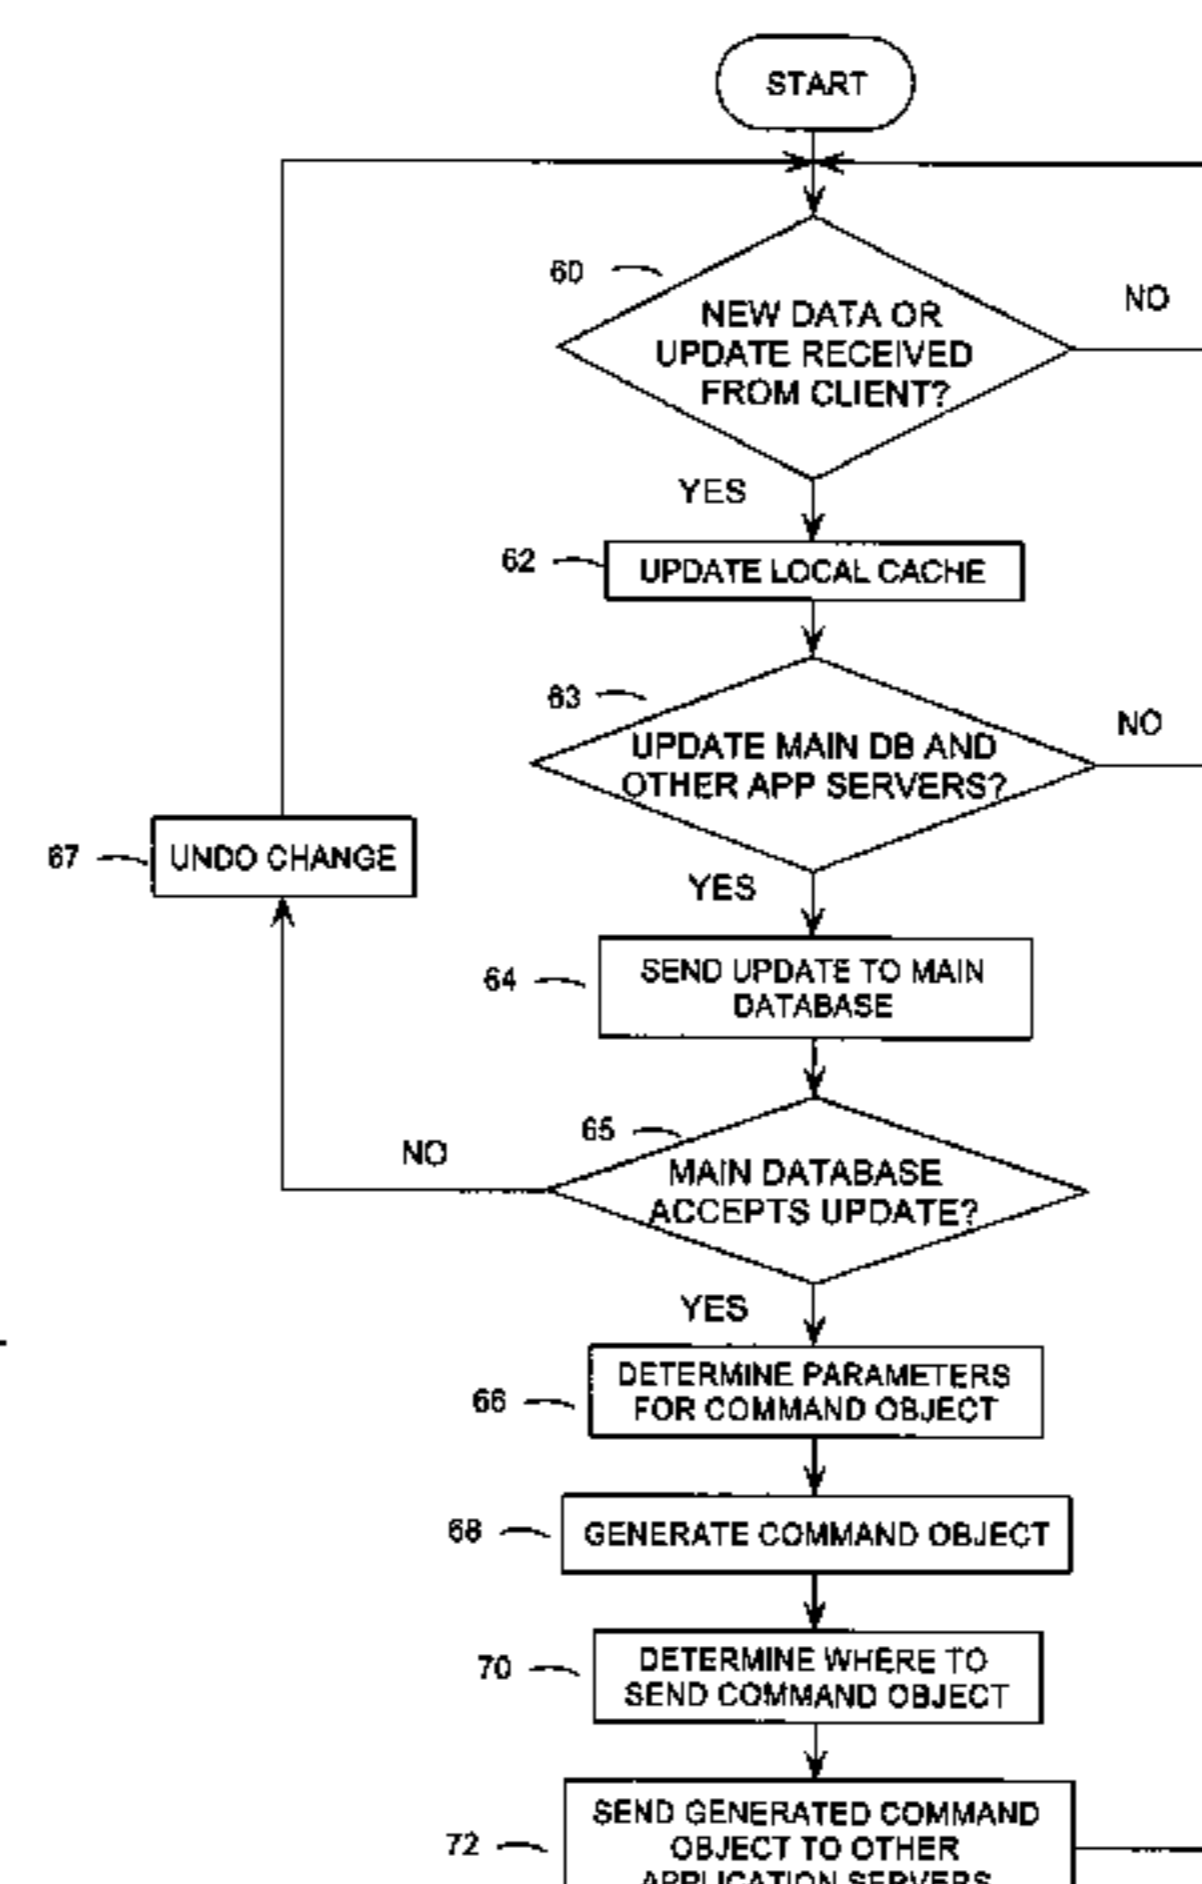 START
60
NEW DATA OR
UPDATE RECEIVED
FROM CLIENT?
NO
YES
62
UPDATE LOCAL CACHE
63
UPDATE MAIN DB AND
OTHER APP SERVERS?
NO
67
UNDO CHANGE
YES
64
SEND UPDATE TO MAIN
DATABASE
65
NO
MAIN DATABASE
ACCEPTS UPDATE?
YES
66
DETERMINE PARAMETERS
FOR COMMAND OBJECT
68
GENERATE COMMAND OBJECT
70
DETERMINE WHERE TO
SEND COMMAND OBJECT
72
SEND GENERATED COMMAND
OBJECT TO OTHER
APPLICATION SERVERS